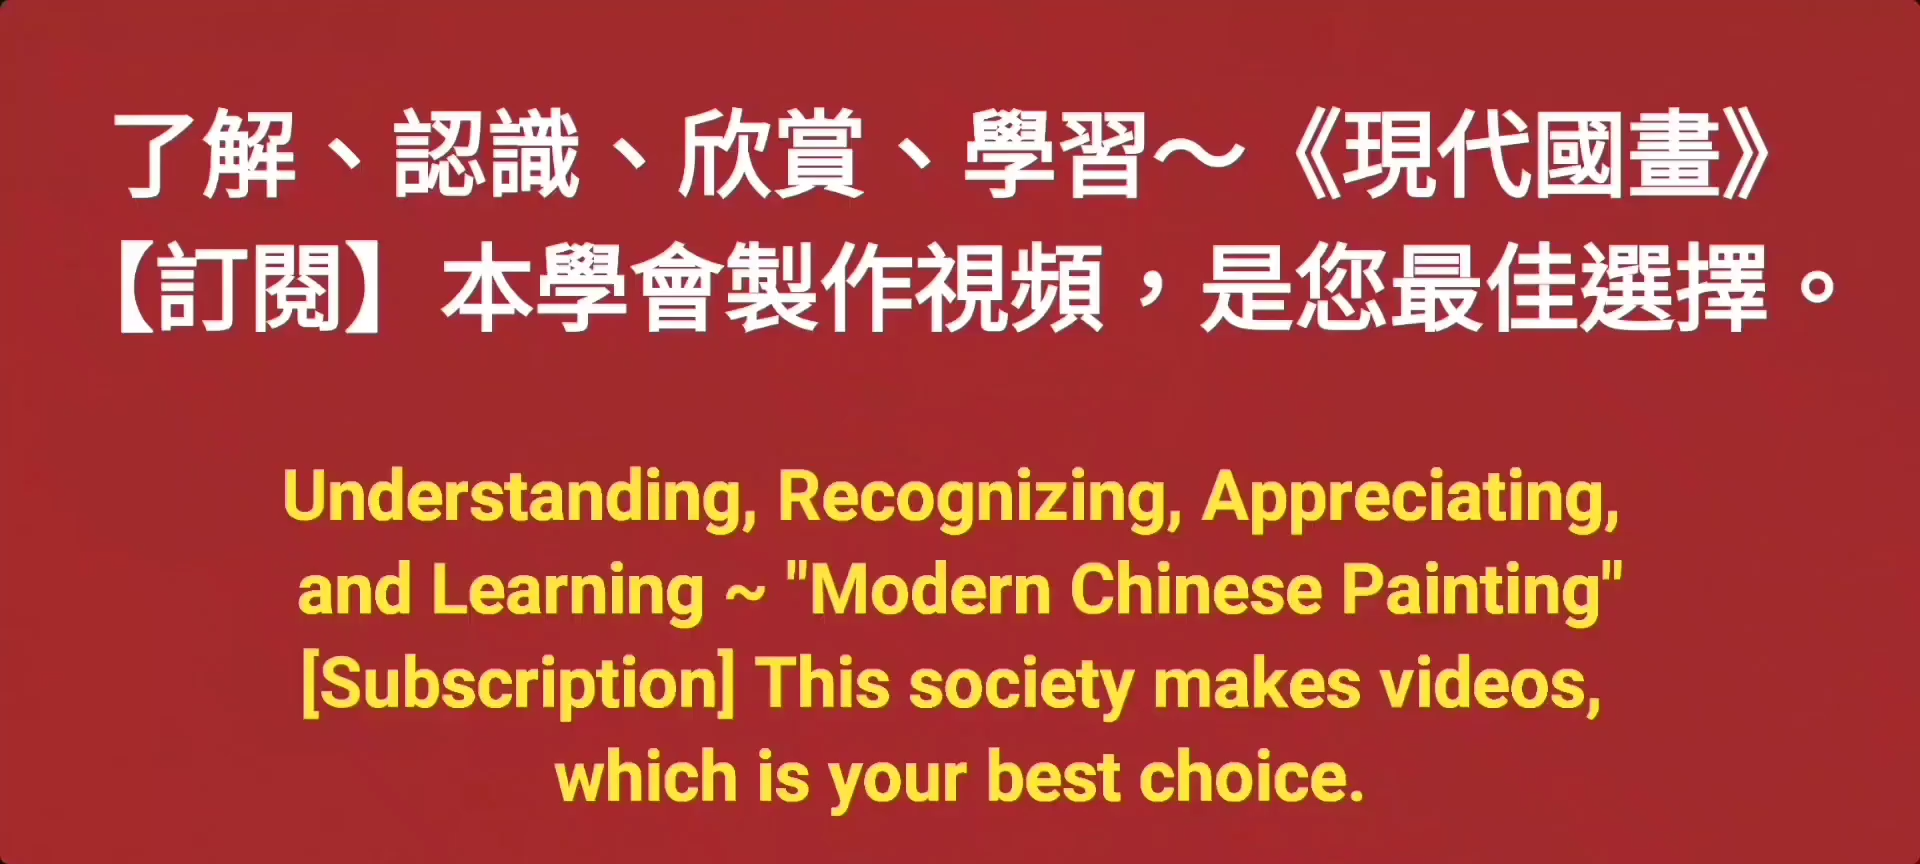 了解、認識、欣賞、學習～《現代國畫》
【訂閱】本學會製作視頻，是您最佳選擇。
Understanding, Recognizing, Appreciating,
and Learning ~ "Modern Chinese Painting"
[Subscription] This society makes videos,
which is your best choice.